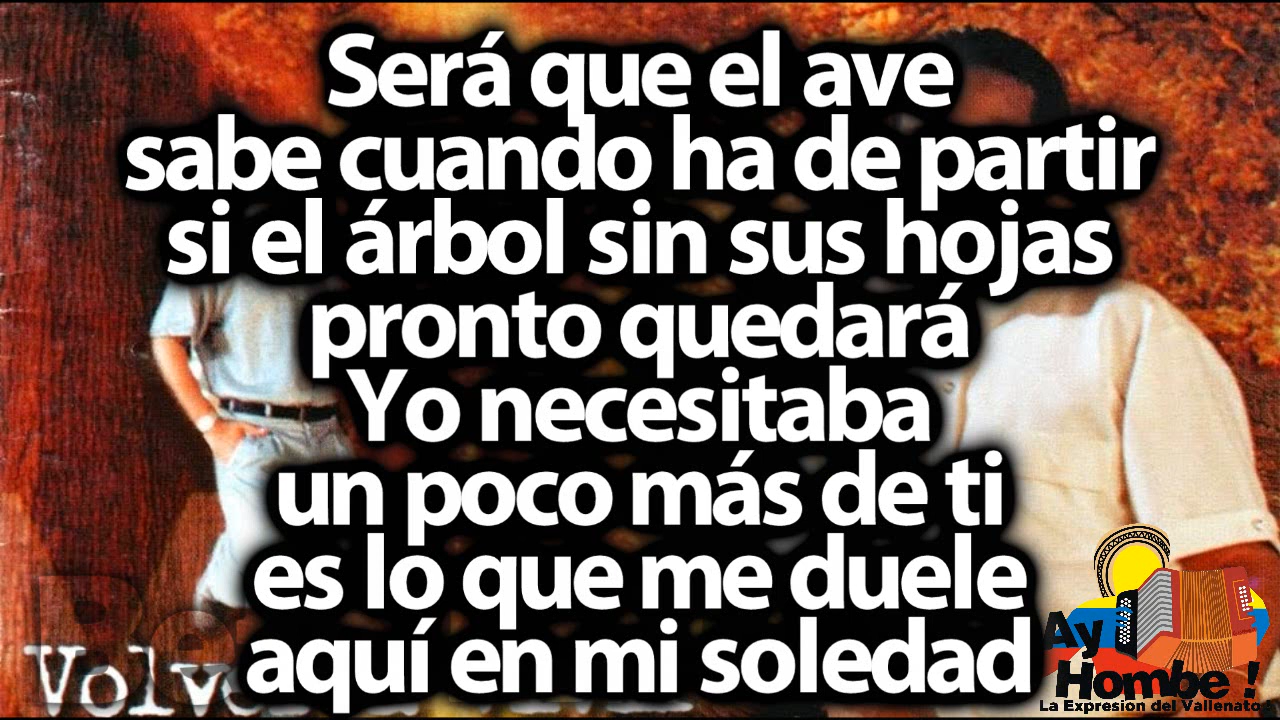 Será que el ave
sabe cuando ha de partir
si el árbol sin sus hojas
pronto quedará
Yo necesitaba
un poco más de ti
es lo que me duele
aquí en mi soledad
Ay
Hombe !
La Expresion del Vallenato